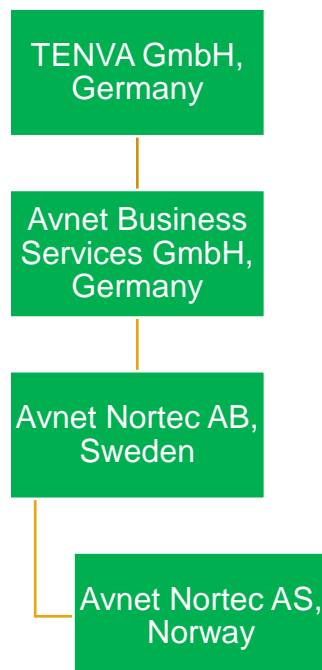 TENVA GmbH,
Germany
Avnet Business
Services GmbH,
Germany
Avnet Nortec AB,
Sweden
Avnet Nortec AS,
Norway